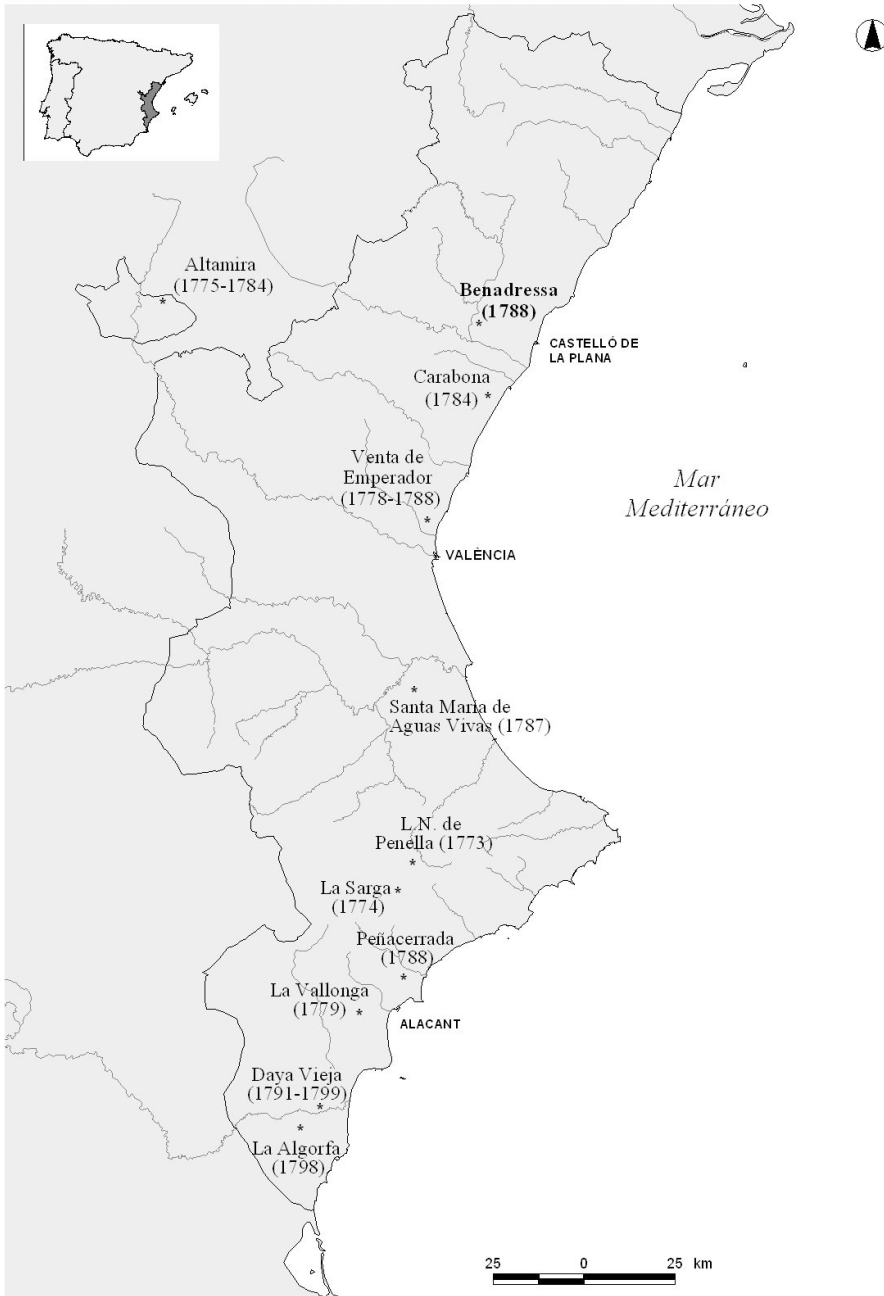 Altamira
(1775-1784)
Benadressa
(1788)
CASTELLÓ DE
LA PLANA
Carabona
(1784)
Venta de
Emperador
(1778-1788)
Mar
Mediterráneo
VALÈNCIA
Santa María de
Aguas Vivas (1787)
L.N. de
Penella (1773)
La Sarga
(1774)
Peñacerrada
(1788)
La Vallonga
(1779)
ALACANT
Daya Vieja
(1791-1799)
La Algorfa
(1798)
25 0 25 km